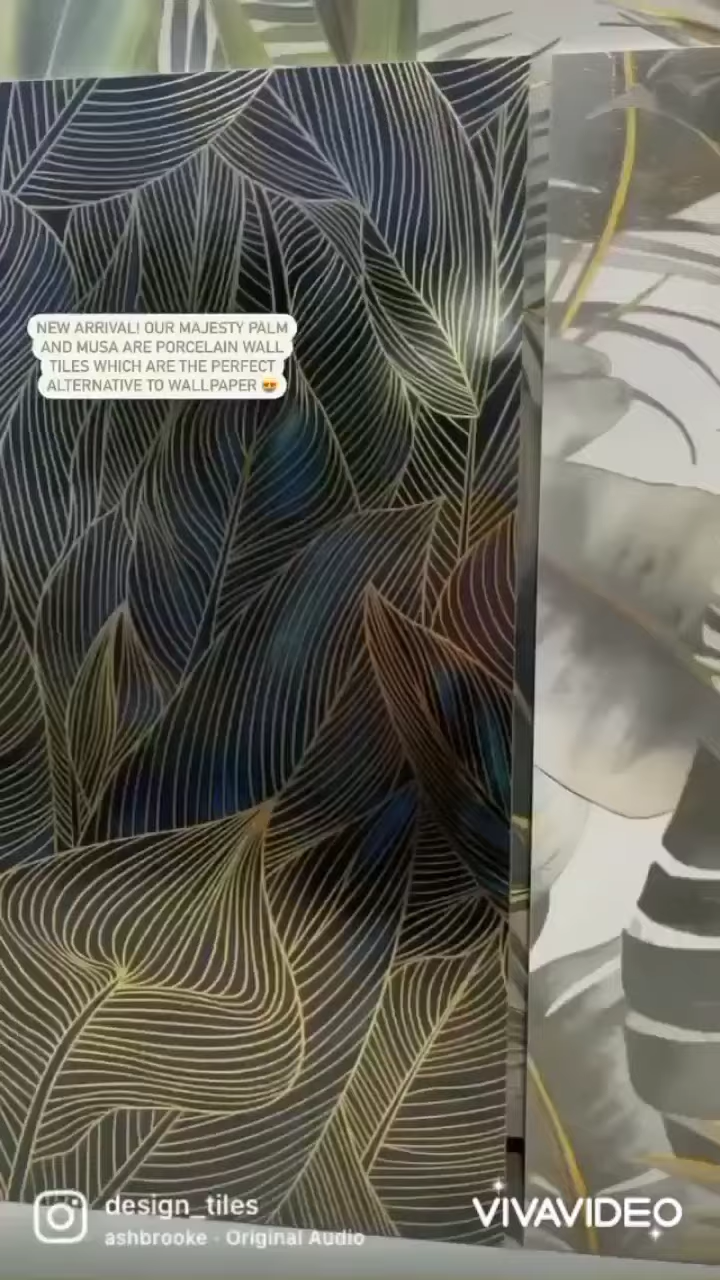 NEW ARRIVAL! OUR MAJESTY PALM
AND MUSA ARE PORCELAIN WALL
TILES WHICH ARE THE PERFECT
ALTERNATIVE TO WALLPAPER 😍
design_tiles
ashbrooke · Original Audio
VIVAVIDEO